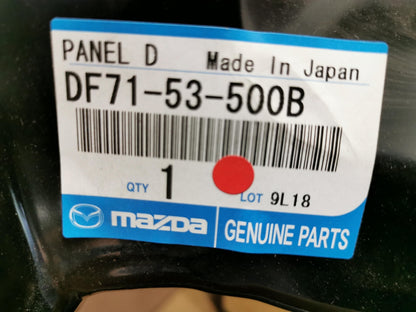 PANEL D Made In Japan
DF71-53-500B
QTY 1 LOT 9L18
mazda GENUINE PARTS